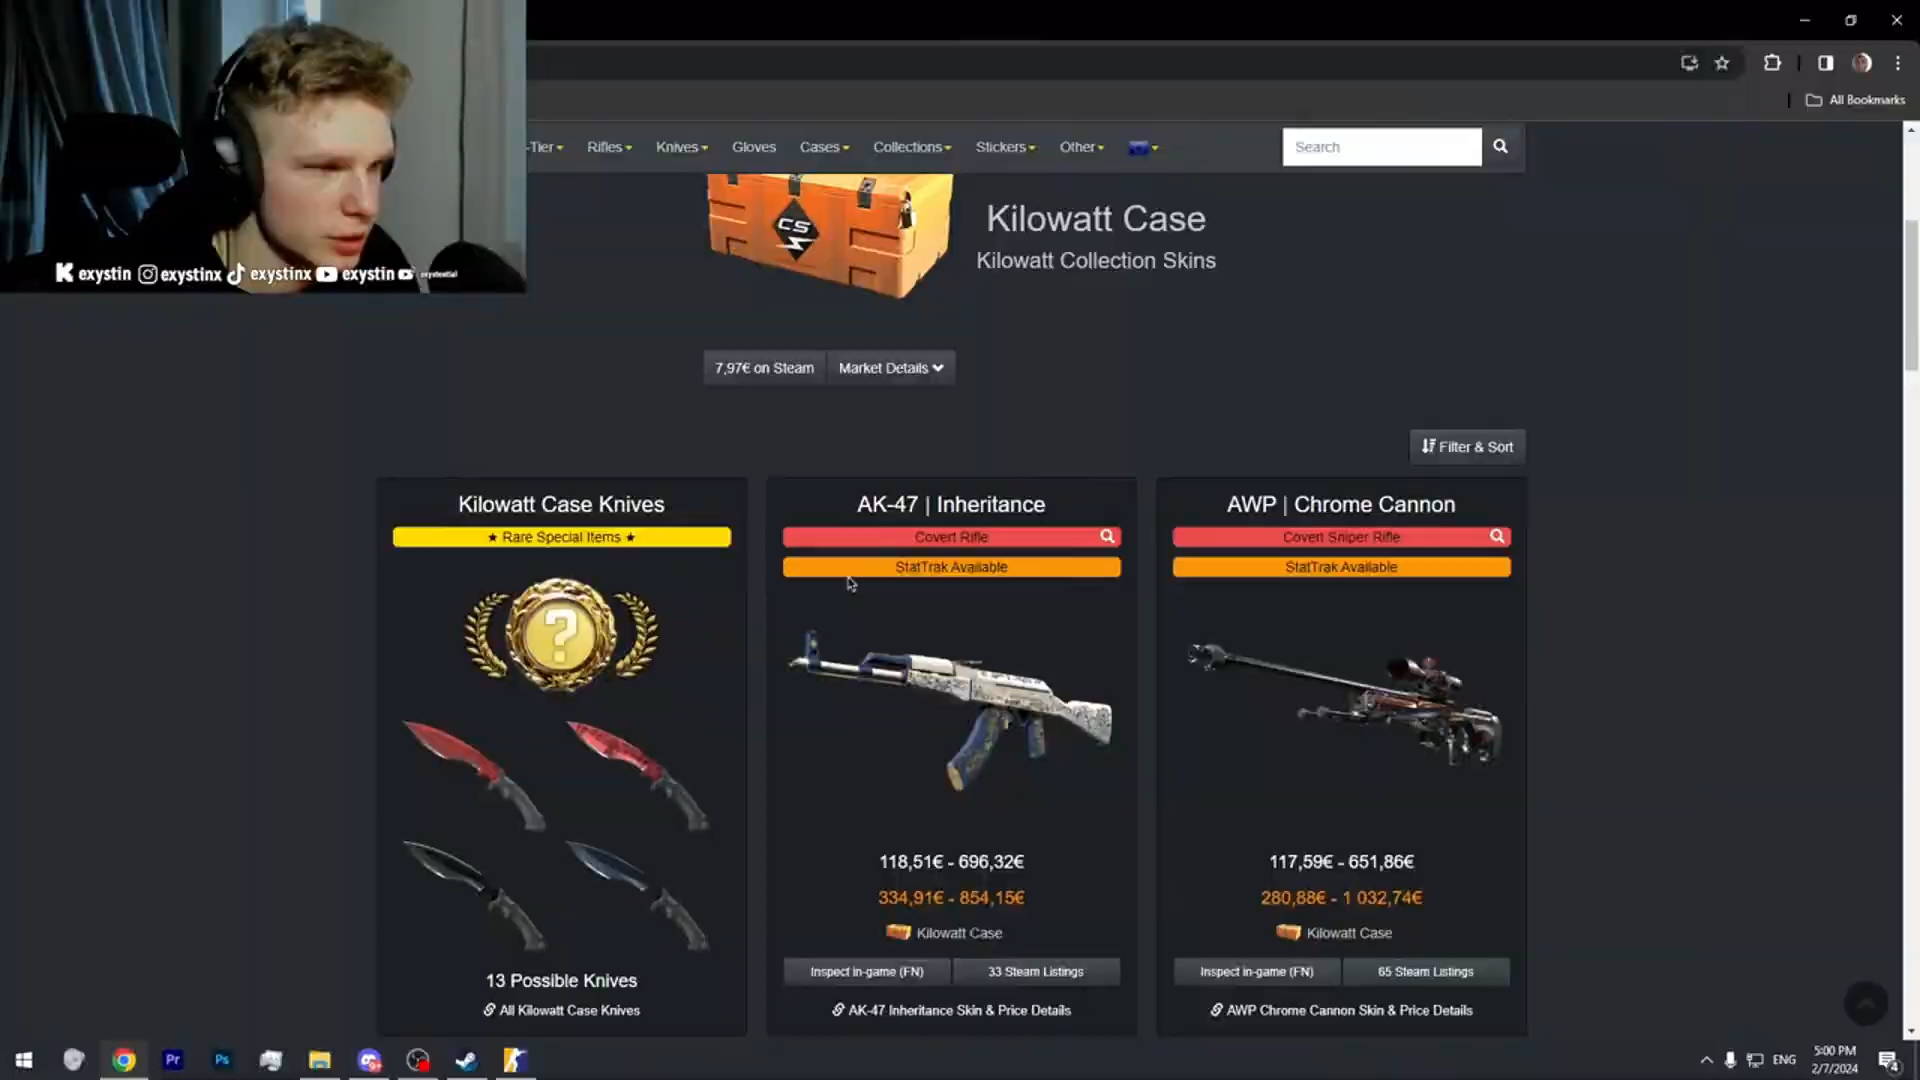 exystin exystinx exystinx exystin exystential
All Bookmarks
-Tier Rifles Knives Gloves Cases Collections Stickers Other Search
CS
Kilowatt Case
Kilowatt Collection Skins
7,97€ on Steam Market Details
Filter & Sort
Kilowatt Case Knives
★ Rare Special Items ★
?
13 Possible Knives
All Kilowatt Case Knives
AK-47 | Inheritance
Covert Rifle
StatTrak Available
118,51€ - 696,32€
334,91€ - 854,15€
Kilowatt Case
Inspect in-game (FN) 33 Steam Listings
AK-47 Inheritance Skin & Price Details
AWP | Chrome Cannon
Covert Sniper Rifle
StatTrak Available
117,59€ - 651,86€
280,88€ - 1 032,74€
Kilowatt Case
Inspect in-game (FN) 65 Steam Listings
AWP Chrome Cannon Skin & Price Details
Pr Ps
ENG
5:00 PM
2/7/2024
4